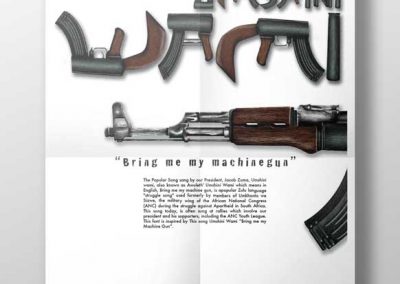 UMSHINI
WAMI
“Bring me my machinegun”
The Popular Song sung by our President, Jacob Zuma, Umshini
wami, also known as Awuleth' Umshini Wami which means in
English, Bring me my machine gun, is apopular Zulu language
"struggle song" used formerly by members of Umkhonto we
Sizwe, the military wing of the African National Congress
(ANC) during the struggle against Apartheid in South Africa.
This song today, is often sung at rallies which involve out
president and his supporters, including the ANC Youth League.
This font is inspired by This song Umshini Wami "Bring me my
Machine Gun".